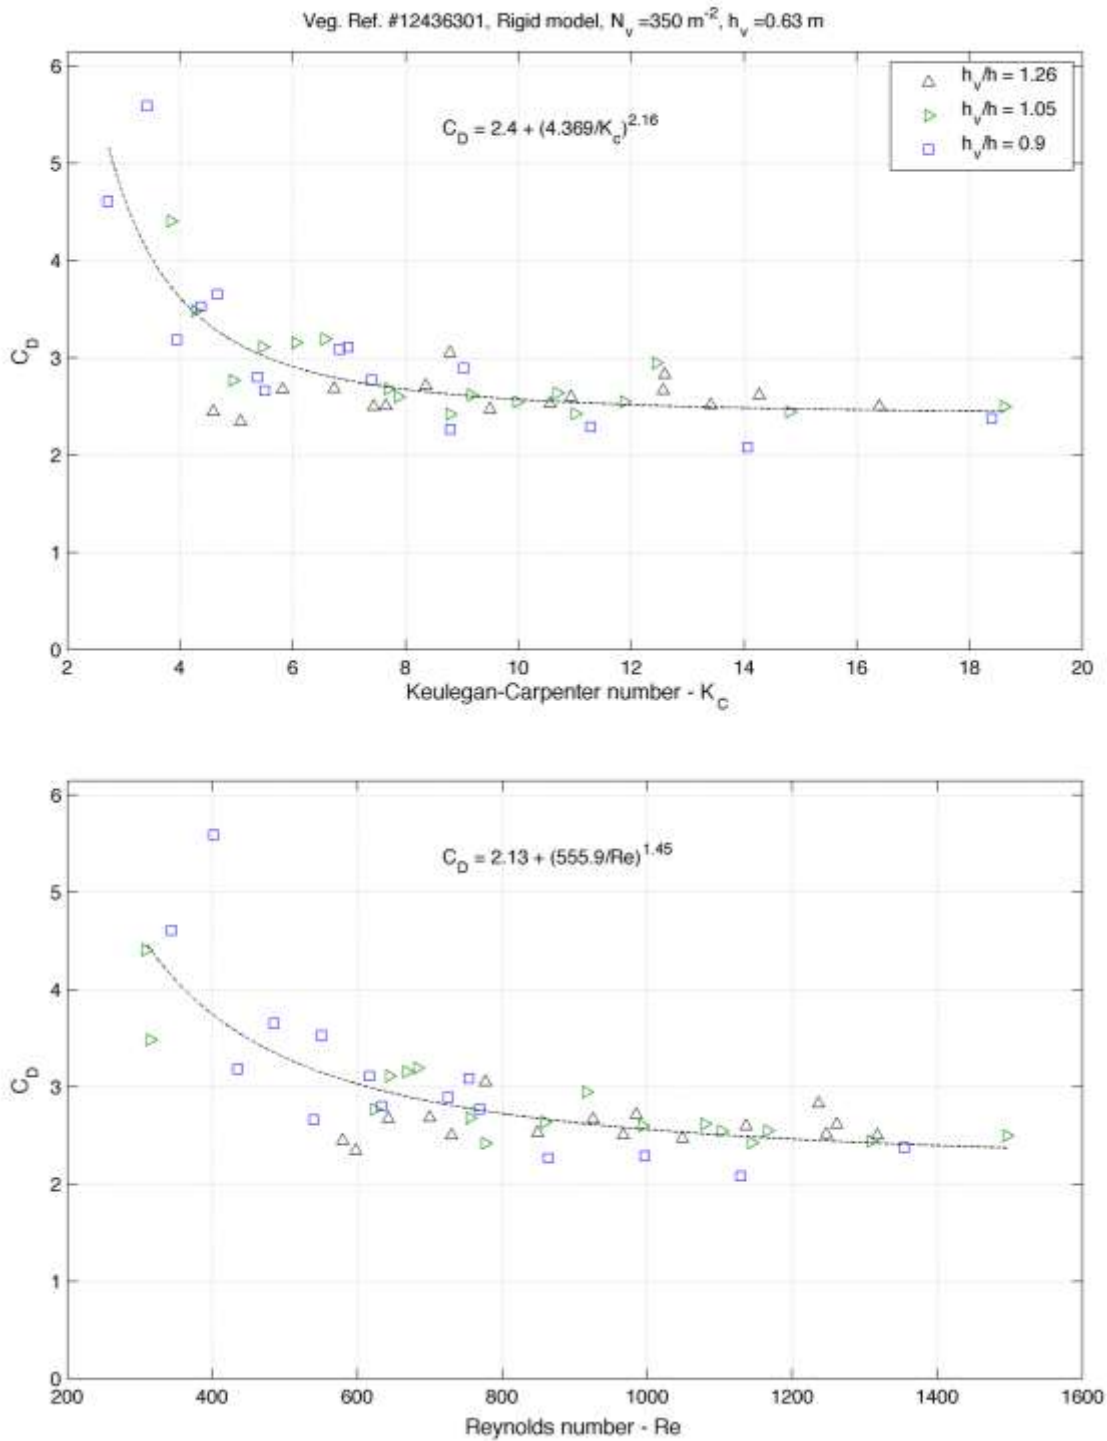 Veg. Ref. #12436301, Rigid model, N_v =350 m^-2, h_v =0.63 m
6
5
4
3
2
1
0
C_D
C_D = 2.4 + (4.369/K_c)^2.16
h_v/h = 1.26
h_v/h = 1.05
h_v/h = 0.9
2 4 6 8 10 12 14 16 18 20
Keulegan-Carpenter number - K_C
6
5
4
3
2
1
0
C_D
C_D = 2.13 + (555.9/Re)^1.45
200 400 600 800 1000 1200 1400 1600
Reynolds number - Re